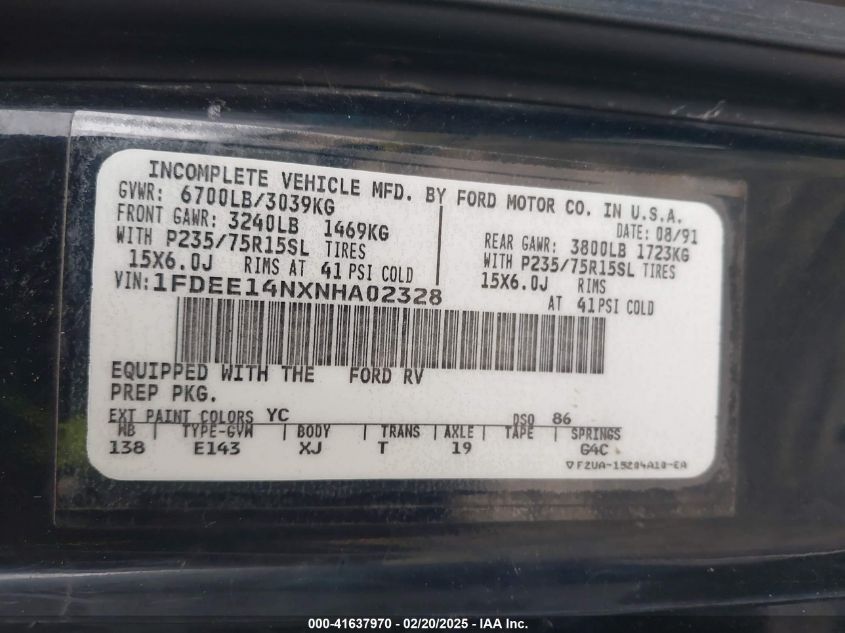 INCOMPLETE VEHICLE MFD. BY FORD MOTOR CO. IN U.S.A.
GVWR: 6700LB/3039KG
DATE: 08/91
FRONT GAWR: 3240LB 1469KG
WITH P235/75R15SL TIRES
15X6.0J RIMS AT 41 PSI COLD
REAR GAWR: 3800LB 1723KG
WITH P235/75R15SL TIRES
15X6.0J RIMS
AT 41PSI COLD
VIN:1FDEE14NXNHA02328
EQUIPPED WITH THE FORD RV
PREP PKG.
EXT PAINT COLORS YC DSO 86
WB | TYPE-GVW | BODY | TRANS | AXLE | TAPE | SPRINGS
138 E143 XJ T 19 G4C
▽F2UA-15204A10-EA
000-41637970 - 02/20/2025 - IAA Inc.